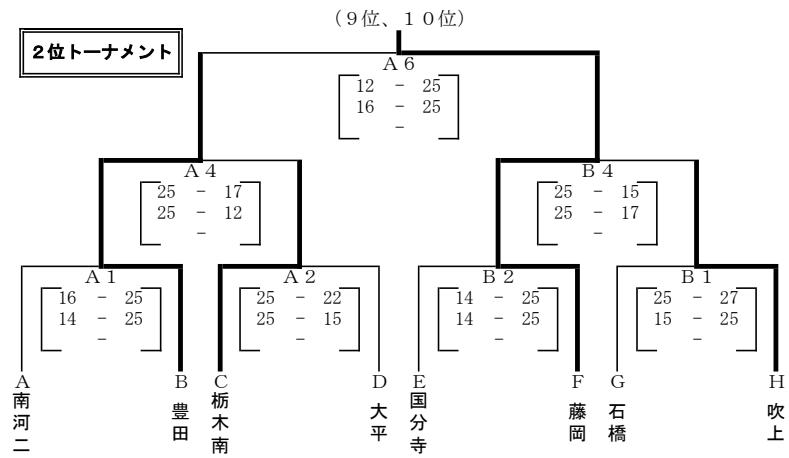 （９位、１０位）
２位トーナメント
Ａ６
12 － 25
16 － 25
－
Ａ４
25 － 17
25 － 12
－
Ｂ４
25 － 15
25 － 17
－
Ａ１
16 － 25
14 － 25
－
Ａ２
25 － 22
25 － 15
－
Ｂ２
14 － 25
14 － 25
－
Ｂ１
25 － 27
15 － 25
－
Ａ Ｂ Ｃ Ｄ Ｅ Ｆ Ｇ Ｈ
南河二
豊田
栃木南
大平
国分寺
藤岡
石橋
吹上